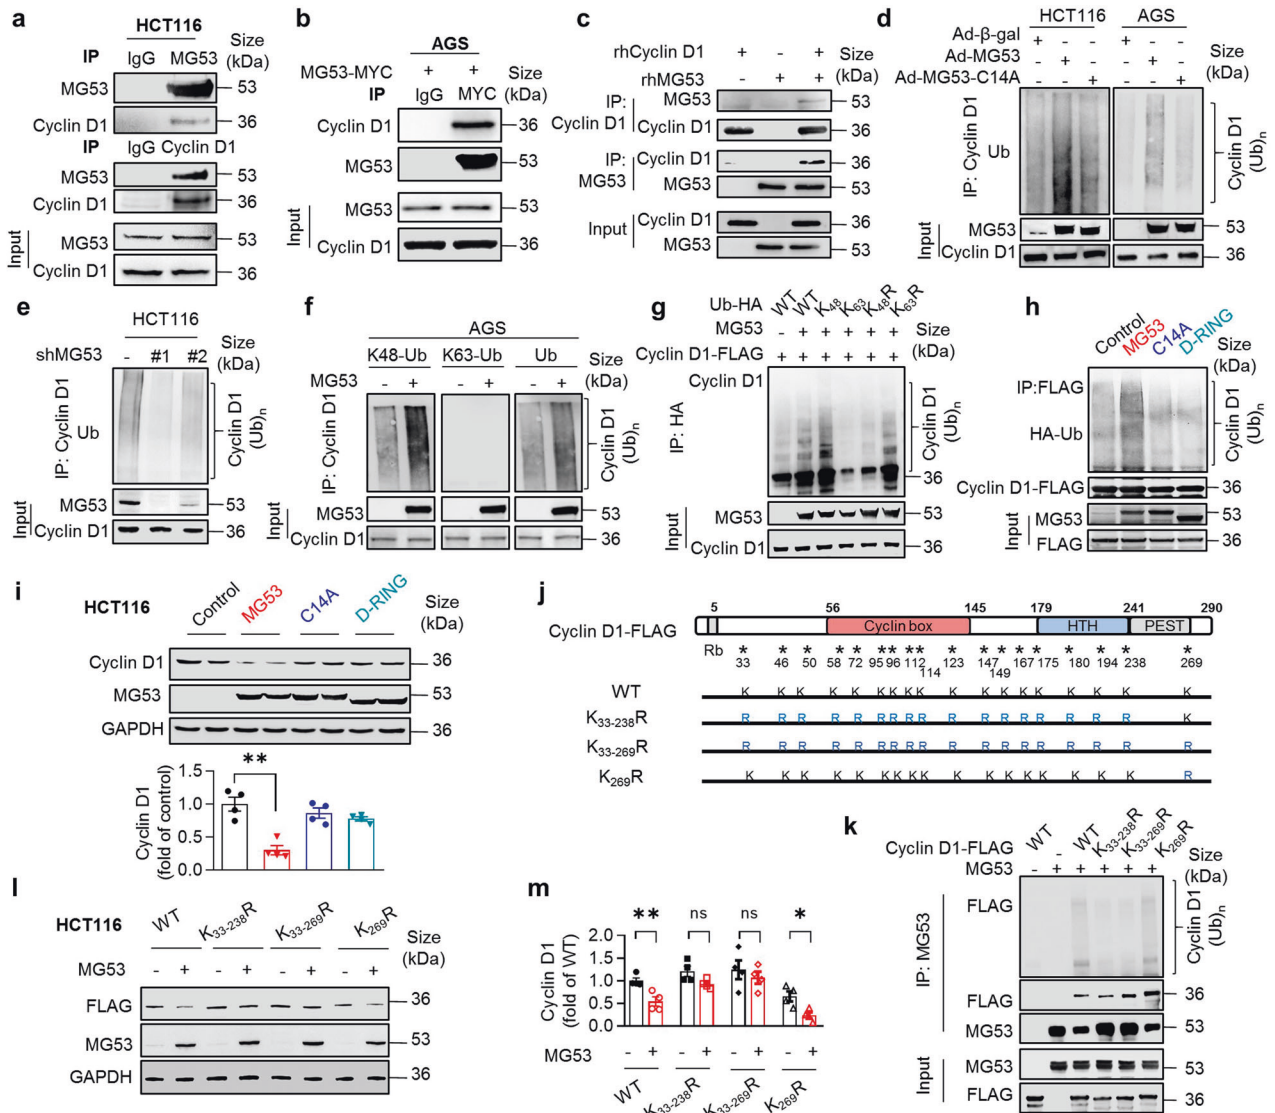 a
HCT116
IP IgG MG53 Size (kDa)
MG53 53
Cyclin D1 36
IP IgG Cyclin D1
MG53 53
Cyclin D1 36
Input
MG53 53
Cyclin D1 36
b
AGS
MG53-MYC + + Size (kDa)
IP IgG MYC
Cyclin D1 36
MG53 53
Input
MG53 53
Cyclin D1 36
c
rhCyclin D1 + - + Size (kDa)
rhMG53 - + +
IP: Cyclin D1
MG53 53
Cyclin D1 36
IP: MG53
Cyclin D1 36
MG53 53
Input
Cyclin D1 36
MG53 53
d
HCT116 AGS
Ad-β-gal + +
Ad-MG53 + +
Ad-MG53-C14A + +
IP: Cyclin D1
Ub
Cyclin D1 (Ub)n
Input
MG53 53
Cyclin D1 36
e
HCT116
shMG53 - #1 #2 Size (kDa)
IP: Cyclin D1
Ub
Cyclin D1 (Ub)n
Input
MG53 53
Cyclin D1 36
f
AGS
K48-Ub K63-Ub Ub Size (kDa)
MG53 - + - + - +
IP: Cyclin D1
Cyclin D1 (Ub)n
Input
MG53 53
Cyclin D1 36
g
Ub-HA WT WT K48 K63 K48R K63R
MG53 - + + + + + Size (kDa)
Cyclin D1-FLAG + + + + + +
IP: HA
Cyclin D1
Cyclin D1 (Ub)n
36
Input
MG53 53
Cyclin D1 36
h
Control MG53 C14A D-RING
Size (kDa)
IP:FLAG
HA-Ub
Cyclin D1 (Ub)n
Cyclin D1-FLAG 36
Input
MG53 53
FLAG 36
i
HCT116 Control MG53 C14A D-RING Size (kDa)
Cyclin D1 36
MG53 53
GAPDH 36
Cyclin D1 (fold of control)
1.5
1.0
0.5
0.0
**
j
5 56 145 179 241 290
Cyclin D1-FLAG Cyclin box HTH PEST
Rb * * * * * * * * * * * * * * * * * * *
33 46 50 58 72 95 96 112 114 123 147 149 167 175 180 194 238 269
WT K K K K K K K K K K K K K K K K K K
K33-238R R R R R R R R R R R R R R R R R R K
K33-269R R R R R R R R R R R R R R R R R R R
K269R K K K K K K K K K K K K K K K K K R
k
Cyclin D1-FLAG WT - WT K33-238R K33-269R K269R
MG53 - + + + + + Size (kDa)
IP: MG53
FLAG
Cyclin D1 (Ub)n
FLAG 36
MG53 53
Input
MG53 53
FLAG 36
l
HCT116 WT K33-238R K33-269R K269R Size (kDa)
MG53 - + - + - + - +
FLAG 36
MG53 53
GAPDH 36
m
Cyclin D1 (fold of WT)
2.0
1.5
1.0
0.5
0.0
** ns ns *
MG53 - + - + - + - +
WT K33-238R K33-269R K269R